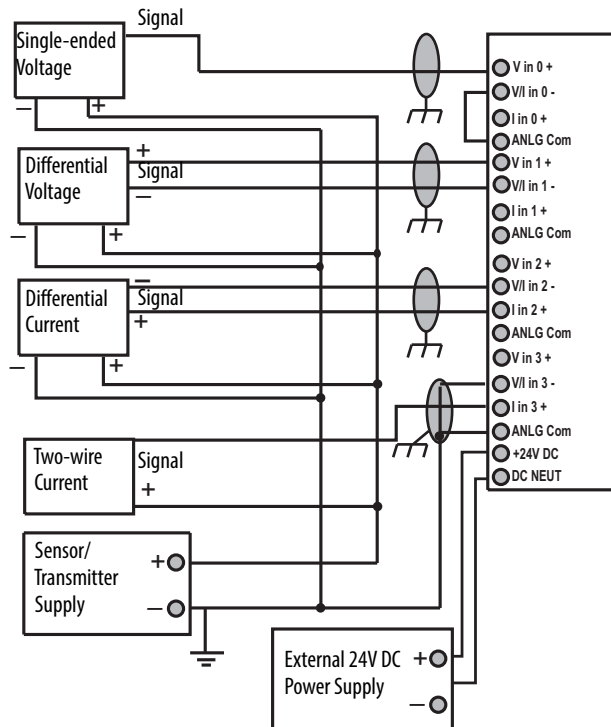 Signal
Single-ended
Voltage
— +
+
Differential
Voltage
Signal
—
— +
—
Differential
Current
Signal
+
— +
Two-wire
Current
Signal
+
Sensor/
Transmitter
Supply
+
—
External 24V DC
Power Supply
+
—
V in 0 +
V/I in 0 -
I in 0 +
ANLG Com
V in 1 +
V/I in 1 -
I in 1 +
ANLG Com
V in 2 +
V/I in 2 -
I in 2 +
ANLG Com
V in 3 +
V/I in 3 -
I in 3 +
ANLG Com
+24V DC
DC NEUT